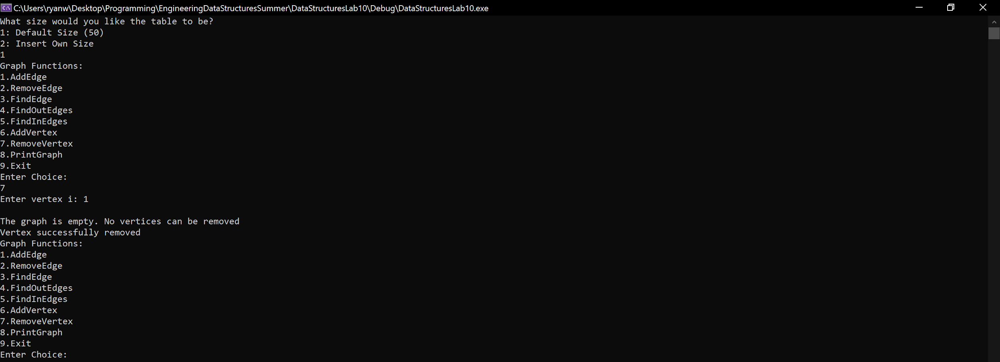 C:\Users\ryanw\Desktop\Programming\EngineeringDataStructuresSummer\DataStructuresLab10\Debug\DataStructuresLab10.exe
What size would you like the table to be?
1: Default Size (50)
2: Insert Own Size
1
Graph Functions:
1.AddEdge
2.RemoveEdge
3.FindEdge
4.FindOutEdges
5.FindInEdges
6.AddVertex
7.RemoveVertex
8.PrintGraph
9.Exit
Enter Choice:
7
Enter vertex i: 1

The graph is empty. No vertices can be removed
Vertex successfully removed
Graph Functions:
1.AddEdge
2.RemoveEdge
3.FindEdge
4.FindOutEdges
5.FindInEdges
6.AddVertex
7.RemoveVertex
8.PrintGraph
9.Exit
Enter Choice: